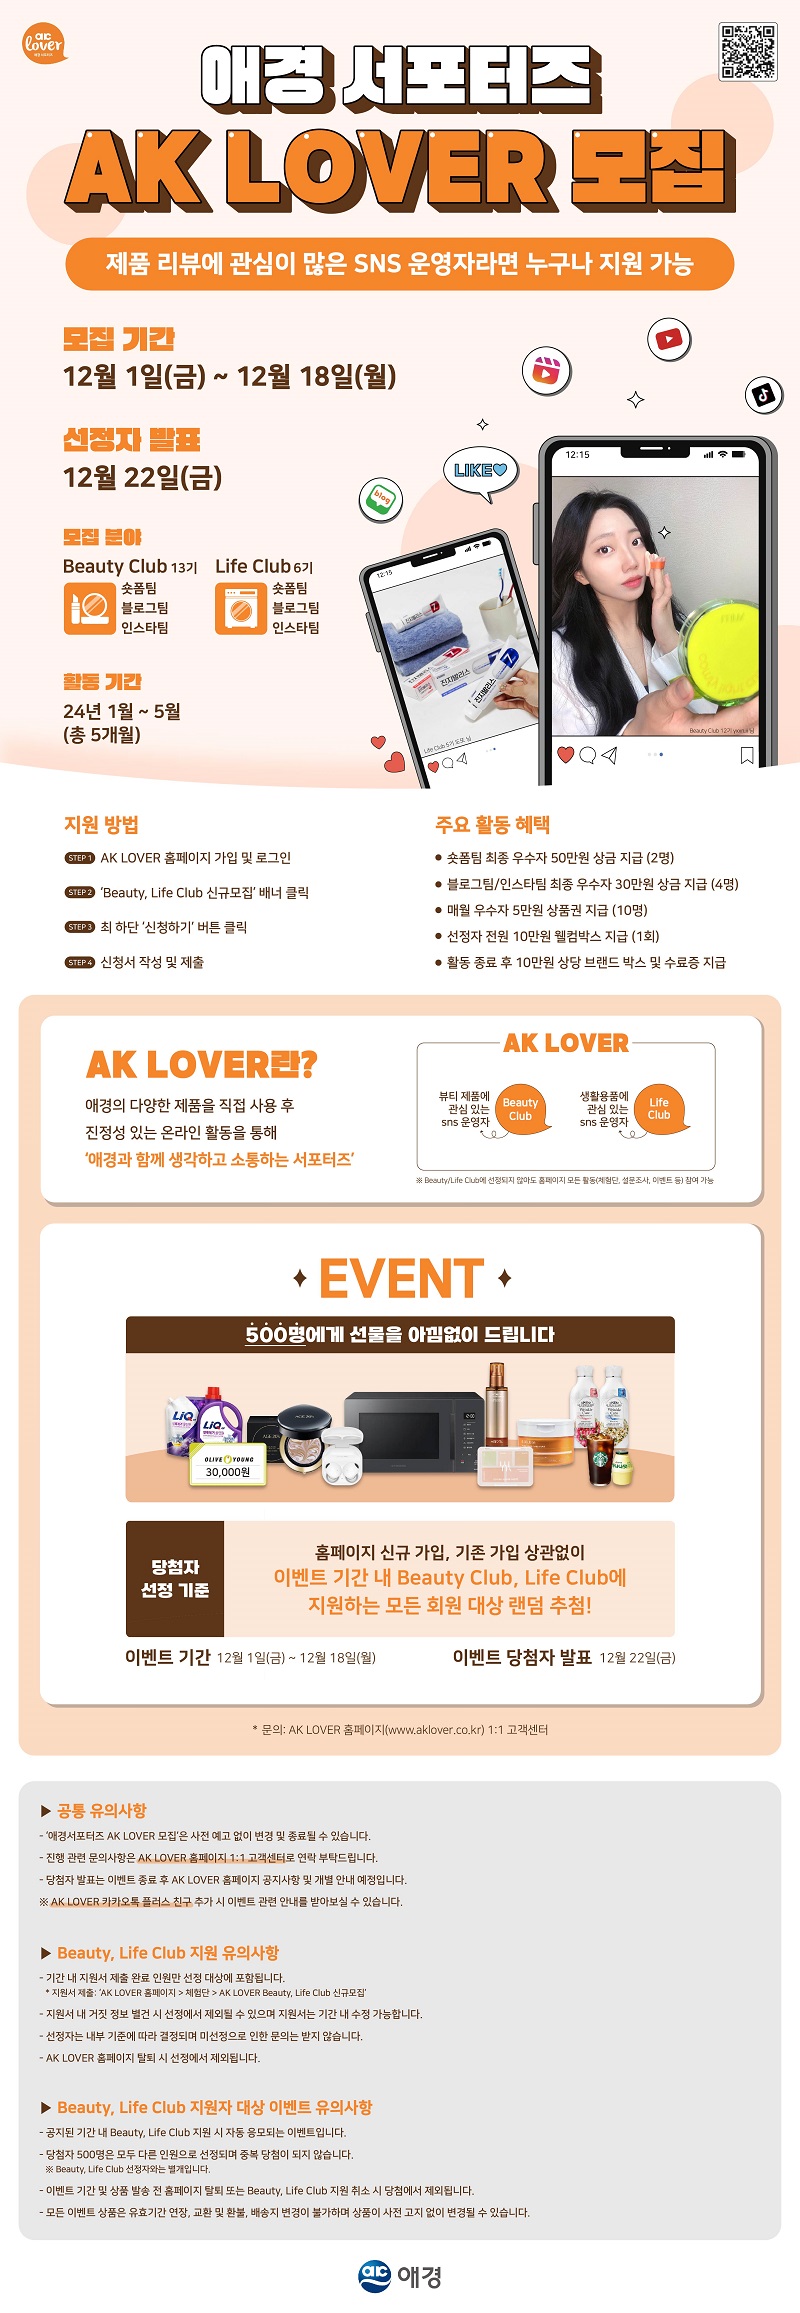 aĸ
lover
애경 서포터즈
애경 서포터즈
AK LOVER 모집
제품 리뷰에 관심이 많은 SNS 운영자라면 누구나 지원 가능
모집 기간
12월 1일(금) ~ 12월 18일(월)
선정자 발표
12월 22일(금)
모집 분야
Beauty Club 13기
숏폼팀
블로그팀
인스타팀
Life Club 6기
숏폼팀
블로그팀
인스타팀
활동 기간
24년 1월 ~ 5월
(총 5개월)
LIKE
blog
12:15
12:15
지원 방법
STEP 1 AK LOVER 홈페이지 가입 및 로그인
STEP 2 ‘Beauty, Life Club 신규모집’ 배너 클릭
STEP 3 최 하단 ‘신청하기’ 버튼 클릭
STEP 4 신청서 작성 및 제출
주요 활동 혜택
● 숏폼팀 최종 우수자 50만원 상금 지급 (2명)
● 블로그팀/인스타팀 최종 우수자 30만원 상금 지급 (4명)
● 매월 우수자 5만원 상품권 지급 (10명)
● 선정자 전원 10만원 웰컴박스 지급 (1회)
● 활동 종료 후 10만원 상당 브랜드 박스 및 수료증 지급
AK LOVER란?
애경의 다양한 제품을 직접 사용 후
진정성 있는 온라인 활동을 통해
‘애경과 함께 생각하고 소통하는 서포터즈’
AK LOVER
뷰티 제품에
관심 있는
sns 운영자
Beauty
Club
생활용품에
관심 있는
sns 운영자
Life
Club
※ Beauty/Life Club에 선정되지 않아도 홈페이지 모든 활동(체험단, 설문조사, 이벤트 등) 참여 가능
EVENT
500명에게 선물을 아낌없이 드립니다
LiQ
LiQ
OLIVE YOUNG
30,000원
당첨자
선정 기준
홈페이지 신규 가입, 기존 가입 상관없이
이벤트 기간 내 Beauty Club, Life Club에
지원하는 모든 회원 대상 랜덤 추첨!
이벤트 기간 12월 1일(금) ~ 12월 18일(월)
이벤트 당첨자 발표 12월 22일(금)
* 문의: AK LOVER 홈페이지(www.aklover.co.kr) 1:1 고객센터
▶ 공통 유의사항
- ‘애경서포터즈 AK LOVER 모집’은 사전 예고 없이 변경 및 종료될 수 있습니다.
- 진행 관련 문의사항은 AK LOVER 홈페이지 1:1 고객센터로 연락 부탁드립니다.
- 당첨자 발표는 이벤트 종료 후 AK LOVER 홈페이지 공지사항 및 개별 안내 예정입니다.
※ AK LOVER 카카오톡 플러스 친구 추가 시 이벤트 관련 안내를 받아보실 수 있습니다.
▶ Beauty, Life Club 지원 유의사항
- 기간 내 지원서 제출 완료 인원만 선정 대상에 포함됩니다.
* 지원서 제출: ‘AK LOVER 홈페이지 > 체험단 > AK LOVER Beauty, Life Club 신규모집’
- 지원서 내 거짓 정보 발견 시 선정에서 제외될 수 있으며 지원서는 기간 내 수정 가능합니다.
- 선정자는 내부 기준에 따라 결정되며 미선정으로 인한 문의는 받지 않습니다.
- AK LOVER 홈페이지 탈퇴 시 선정에서 제외됩니다.
▶ Beauty, Life Club 지원자 대상 이벤트 유의사항
- 공지된 기간 내 Beauty, Life Club 지원 시 자동 응모되는 이벤트입니다.
- 당첨자 500명은 모두 다른 인원으로 선정되며 중복 당첨이 되지 않습니다.
※ Beauty, Life Club 선정자와는 별개입니다.
- 이벤트 기간 및 상품 발송 전 홈페이지 탈퇴 또는 Beauty, Life Club 지원 취소 시 당첨에서 제외됩니다.
- 모든 이벤트 상품은 유효기간 연장, 교환 및 환불, 배송지 변경이 불가하며 상품이 사전 고지 없이 변경될 수 있습니다.
애경